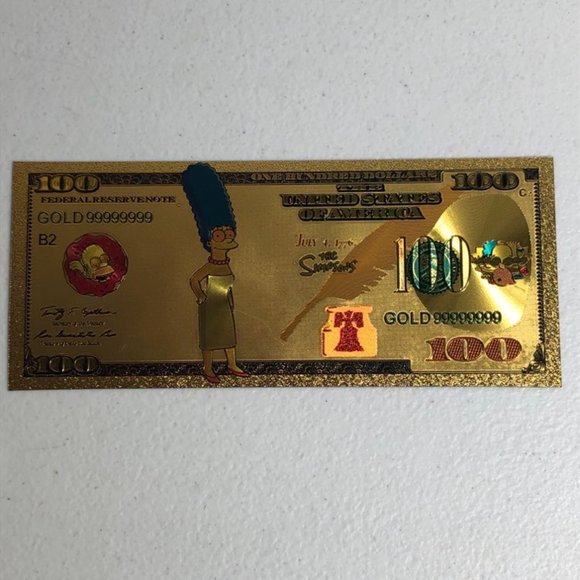 100
ONE HUNDRED DOLLARS
100
FEDERAL RESERVE NOTE
THE
UNITED STATES
OF AMERICA
G
GOLD 99999999
B2
JULY 4, 1776
THE
SIMPSONS
100
GOLD 99999999
100
100